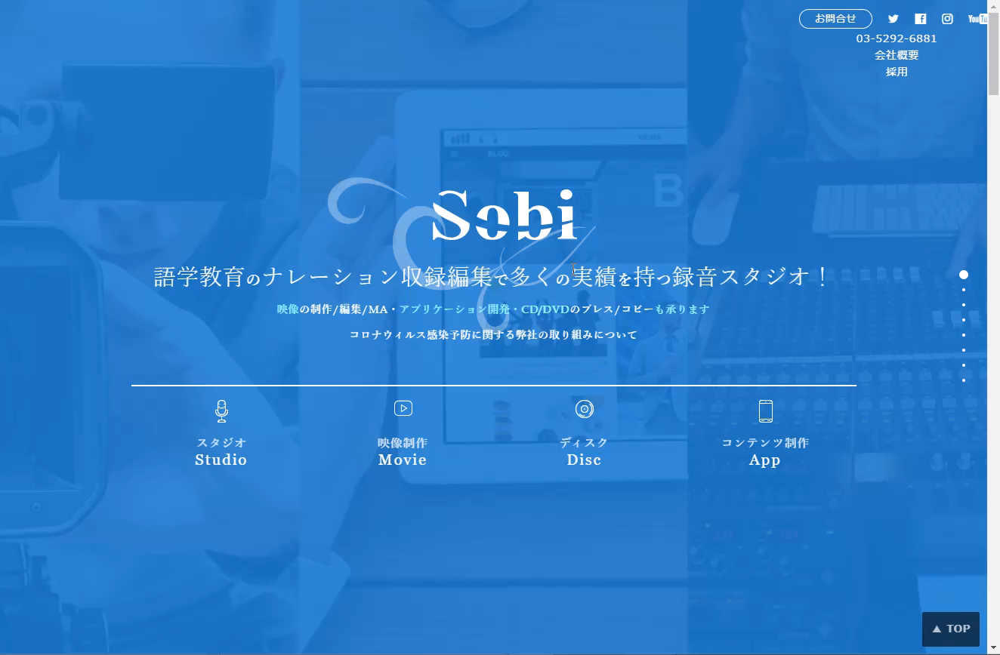 お問合せ
YouTu
03-5292-6881
会社概要
採用
BLOG
B
Sobi
語学教育のナレーション収録編集で多くの実績を持つ録音スタジオ！
映像の制作/編集/MA・アプリケーション開発・CD/DVDのプレス/コピーも承ります
コロナウィルス感染予防に関する弊社の取り組みについて
スタジオ
Studio
映像制作
Movie
ディスク
Disc
コンテンツ制作
App
▲ TOP